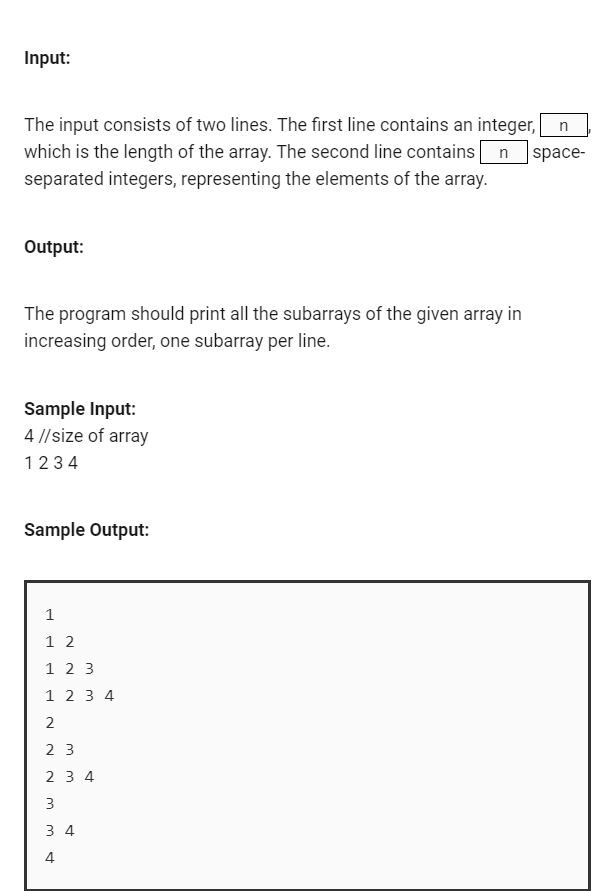 Input:
The input consists of two lines. The first line contains an integer, n ,
which is the length of the array. The second line contains n space-
separated integers, representing the elements of the array.
Output:
The program should print all the subarrays of the given array in
increasing order, one subarray per line.
Sample Input:
4 //size of array
1 2 3 4
Sample Output:
1
1 2
1 2 3
1 2 3 4
2
2 3
2 3 4
3
3 4
4